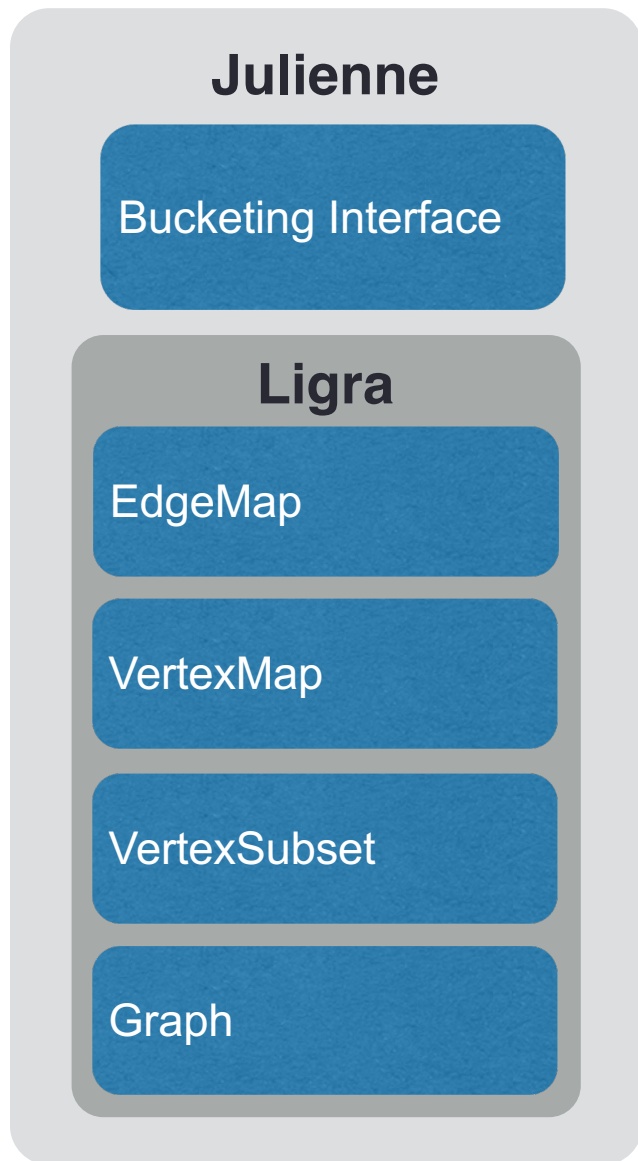 Julienne
Bucketing Interface
Ligra
EdgeMap
VertexMap
VertexSubset
Graph